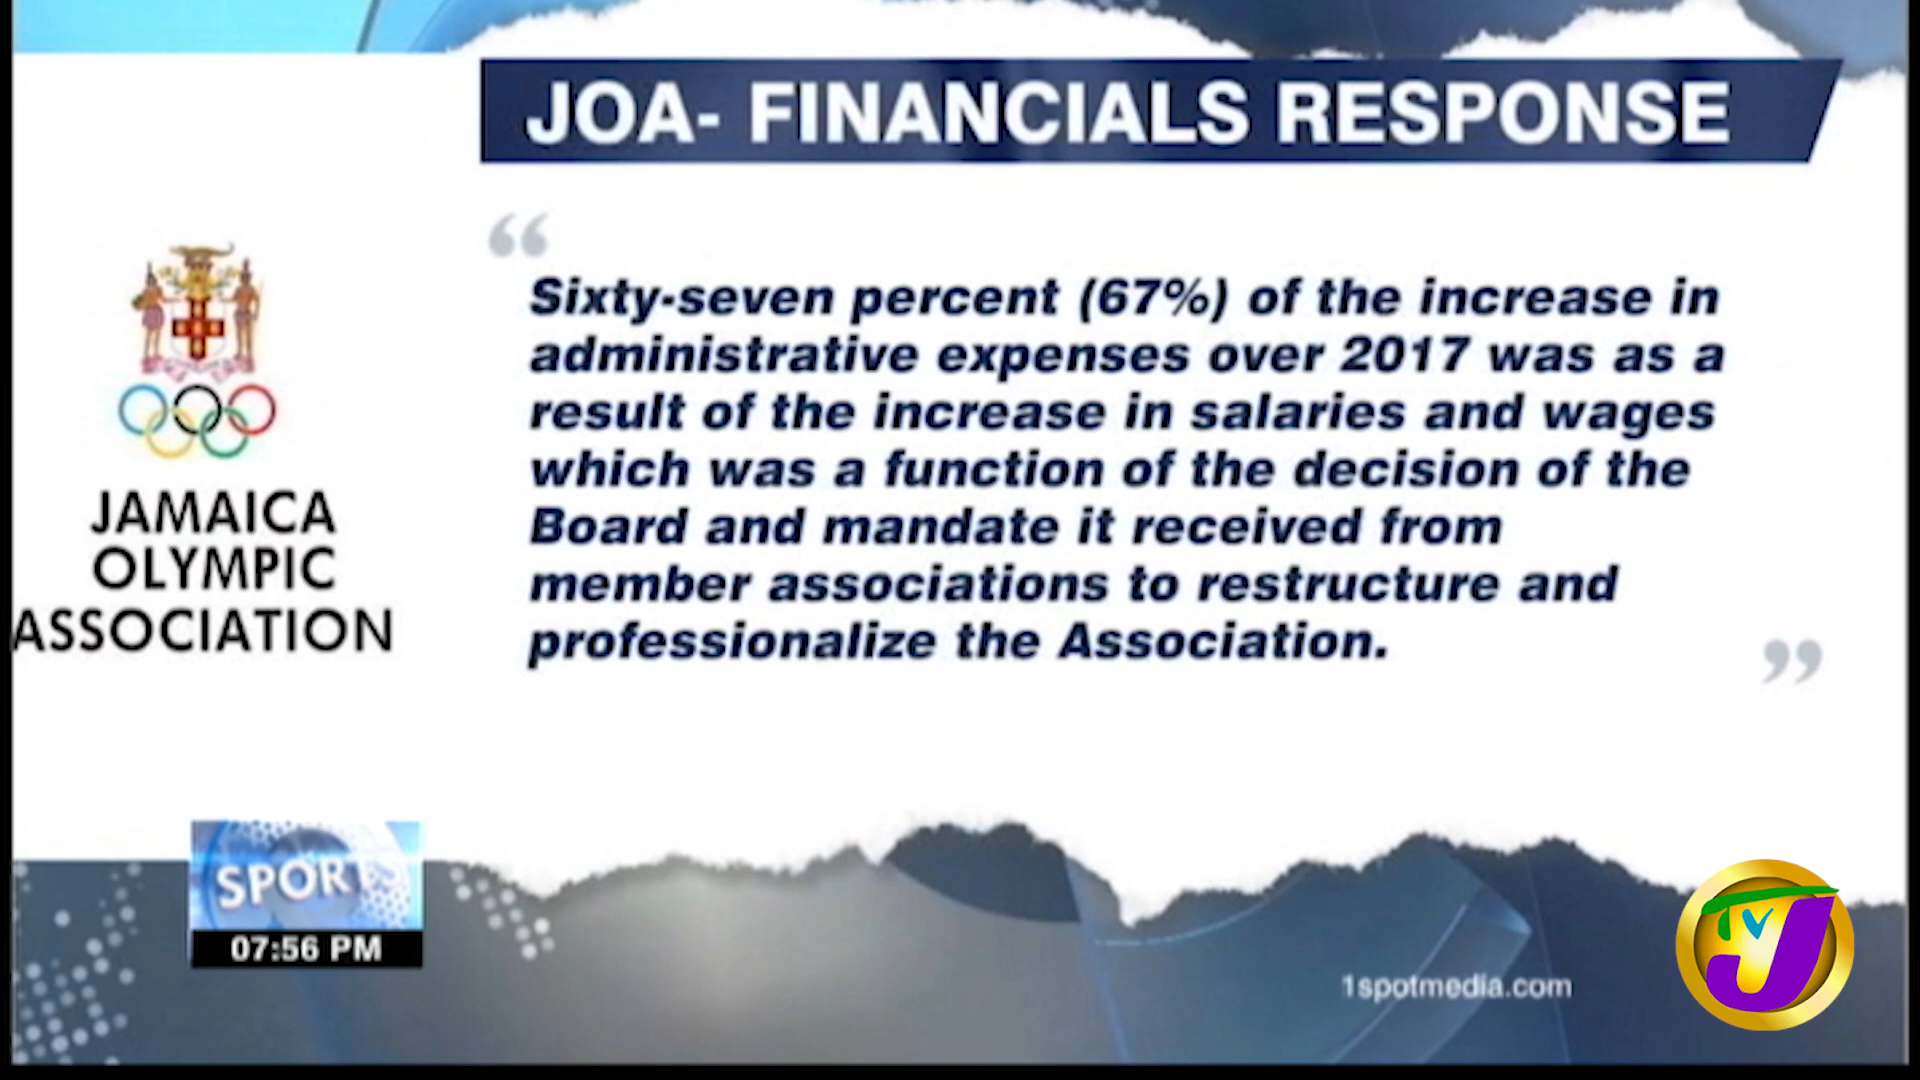 JOA- FINANCIALS RESPONSE
“
Sixty-seven percent (67%) of the increase in
administrative expenses over 2017 was as a
result of the increase in salaries and wages
which was a function of the decision of the
Board and mandate it received from
member associations to restructure and
professionalize the Association.
”
JAMAICA
OLYMPIC
ASSOCIATION
SPORTS
07:56 PM
1spotmedia.com
TVJ